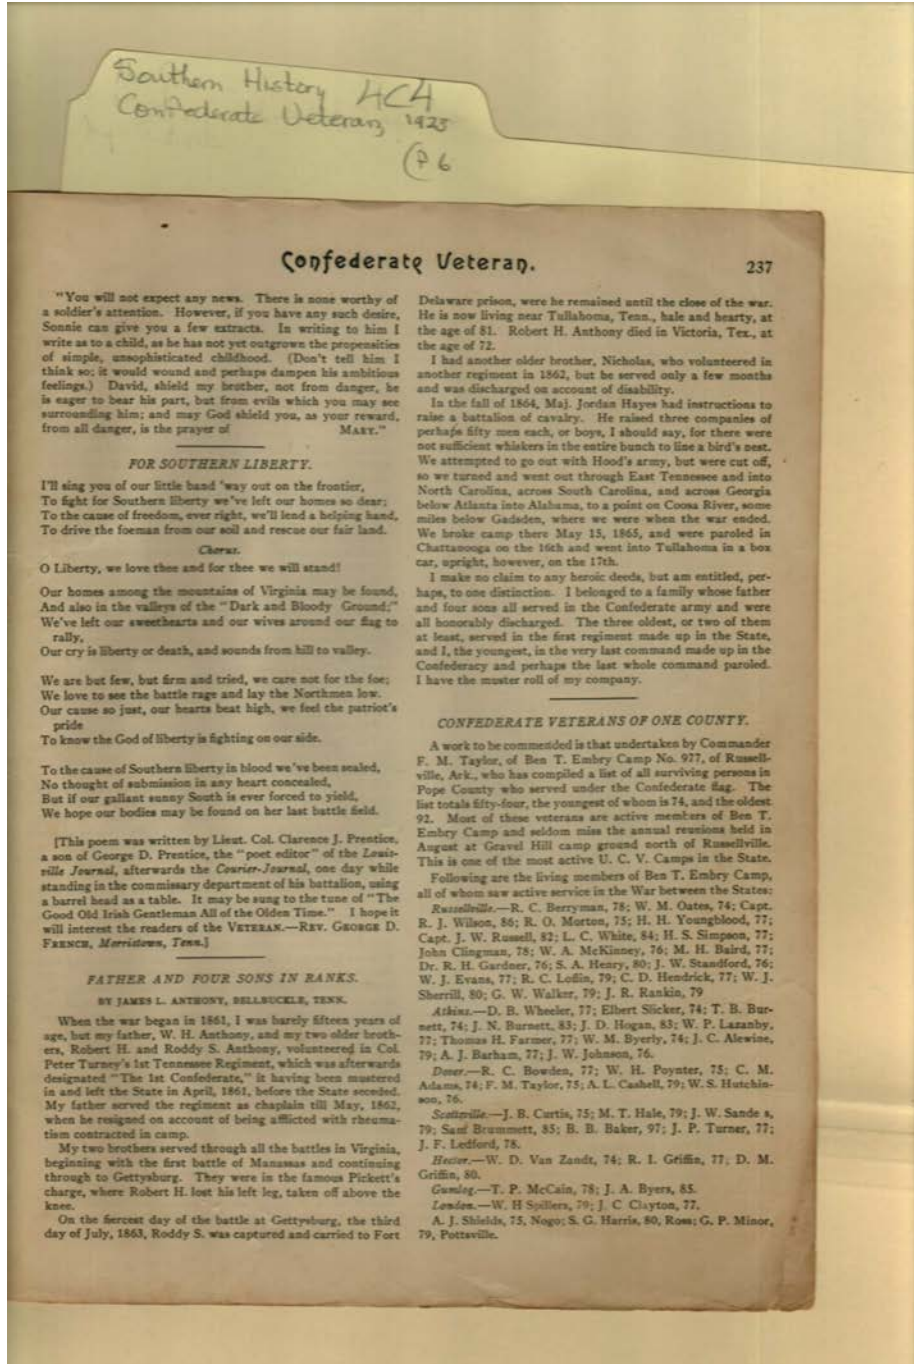 Southern History 4C4
Confederate Veteran, 1925
(P 6
Confederate Veteran.
237
"You will not expect any news. There is none worthy of
a soldier's attention. However, if you have any such desire,
Sonnie can give you a few extracts. In writing to him I
write as to a child, as he has not yet outgrown the propensities
of simple, unsophisticated childhood. (Don't tell him I
think so; it would wound and perhaps dampen his ambitious
feelings.) David, shield my brother, not from danger, he
is eager to bear his part, but from evils which you may see
surrounding him; and may God shield you, as your reward,
from all danger, is the prayer of MARY."
FOR SOUTHERN LIBERTY.
I'll sing you of our little band 'way out on the frontier,
To fight for Southern liberty we've left our homes so dear;
To the cause of freedom, ever right, we'll lend a helping hand,
To drive the foeman from our soil and rescue our fair land.
Chorus.
O Liberty, we love thee and for thee we will stand!
Our homes among the mountains of Virginia may be found,
And also in the valleys of the "Dark and Bloody Ground;"
We've left our sweethearts and our wives around our flag to
rally,
Our cry is liberty or death, and sounds from hill to valley.
We are but few, but firm and tried, we care not for the foe;
We love to see the battle rage and lay the Northmen low.
Our cause so just, our hearts beat high, we feel the patriot's
pride
To know the God of liberty is fighting on our side.
To the cause of Southern liberty in blood we've been sealed,
No thought of submission in any heart concealed,
But if our gallant sunny South is ever forced to yield,
We hope our bodies may be found on her last battle field.
[This poem was written by Lieut. Col. Clarence J. Prentice,
a son of George D. Prentice, the "poet editor" of the Louis-
ville Journal, afterwards the Courier-Journal, one day while
standing in the commissary department of his battalion, using
a barrel head as a table. It may be sung to the tune of "The
Good Old Irish Gentleman All of the Olden Time." I hope it
will interest the readers of the VETERAN.—REV. GEORGE D.
FRENCH, Morristown, Tenn.]
FATHER AND FOUR SONS IN RANKS.
BY JAMES L. ANTHONY, BELLBUCKLE, TENN.
When the war began in 1861, I was barely fifteen years of
age, but my father, W. H. Anthony, and my two older broth-
ers, Robert H. and Roddy S. Anthony, volunteered in Col.
Peter Turney's 1st Tennessee Regiment, which was afterwards
designated "The 1st Confederate," it having been mustered
in and left the State in April, 1861, before the State seceded.
My father served the regiment as chaplain till May, 1862,
when he resigned on account of being afflicted with rheuma-
tism contracted in camp.
My two brothers served through all the battles in Virginia,
beginning with the first battle of Manassas and continuing
through to Gettysburg. They were in the famous Pickett's
charge, where Robert H. lost his left leg, taken off above the
knee.
On the fiercest day of the battle at Gettysburg, the third
day of July, 1863, Roddy S. was captured and carried to Fort
Delaware prison, were he remained until the close of the war.
He is now living near Tullahoma, Tenn., hale and hearty, at
the age of 81. Robert H. Anthony died in Victoria, Tex., at
the age of 72.
I had another older brother, Nicholas, who volunteered in
another regiment in 1862, but he served only a few months
and was discharged on account of disability.
In the fall of 1864, Maj. Jordan Hayes had instructions to
raise a battalion of cavalry. He raised three companies of
perhaps fifty men each, or boys, I should say, for there were
not sufficient whiskers in the entire bunch to line a bird's nest.
We attempted to go out with Hood's army, but were cut off,
so we turned and went out through East Tennessee and into
North Carolina, across South Carolina, and across Georgia
below Atlanta into Alabama, to a point on Coosa River, some
miles below Gadsden, where we were when the war ended.
We broke camp there May 15, 1865, and were paroled in
Chattanooga on the 16th and went into Tullahoma in a box
car, upright, however, on the 17th.
I make no claim to any heroic deeds, but am entitled, per-
haps, to one distinction. I belonged to a family whose father
and four sons all served in the Confederate army and were
all honorably discharged. The three oldest, or two of them
at least, served in the first regiment made up in the State,
and I, the youngest, in the very last command made up in the
Confederacy and perhaps the last whole command paroled.
I have the muster roll of my company.
CONFEDERATE VETERANS OF ONE COUNTY.
A work to be commended is that undertaken by Commander
F. M. Taylor, of Ben T. Embry Camp No. 977, of Russell-
ville, Ark., who has compiled a list of all surviving persons in
Pope County who served under the Confederate flag. The
list totals fifty-four, the youngest of whom is 74, and the oldest
92. Most of these veterans are active members of Ben T.
Embry Camp and seldom miss the annual reunions held in
August at Gravel Hill camp ground north of Russellville.
This is one of the most active U. C. V. Camps in the State.
Following are the living members of Ben T. Embry Camp,
all of whom saw active service in the War between the States:
Russellville.—R. C. Berryman, 78; W. M. Oates, 74; Capt.
R. J. Wilson, 86; R. O. Morton, 75; H. H. Youngblood, 77;
Capt. J. W. Russell, 82; L. C. White, 84; H. S. Simpson, 77;
John Clingman, 78; W. A. McKinney, 76; M. H. Baird, 77;
Dr. R. H. Gardner, 76; S. A. Henry, 80; J. W. Standford, 76;
W. J. Evans, 77; R. C. Loflin, 79; C. D. Hendrick, 77; W. J.
Sherrill, 80; G. W. Walker, 79; J. R. Rankin, 79
Atkins.—D. B. Wheeler, 77; Elbert Slicker, 74; T. B. Bur-
nett, 74; J. N. Burnett, 83; J. D. Hogan, 83; W. P. Lazanby,
77; Thomas H. Farmer, 77; W. M. Byerly, 74; J. C. Alewine,
79; A. J. Barham, 77; J. W. Johnson, 76.
Dover.—R. C. Bowden, 77; W. H. Poynter, 75; C. M.
Adams, 74; F. M. Taylor, 75; A. L. Cashell, 79; W. S. Hutchin-
son, 76.
Scottsville.—J. B. Curtis, 75; M. T. Hale, 79; J. W. Sande s,
79; Sanf Brummett, 85; B. B. Baker, 97; J. P. Turner, 77;
J. F. Ledford, 78.
Hector.—W. D. Van Zandt, 74; R. I. Griffin, 77; D. M.
Griffin, 80.
Gumlog.—T. P. McCain, 78; J. A. Byers, 85.
London.—W. H Spillers, 79; J. C Clayton, 77.
A. J. Shields, 75, Nogo; S. G. Harris, 80, Ross; G. P. Minor,
79, Pottsville.